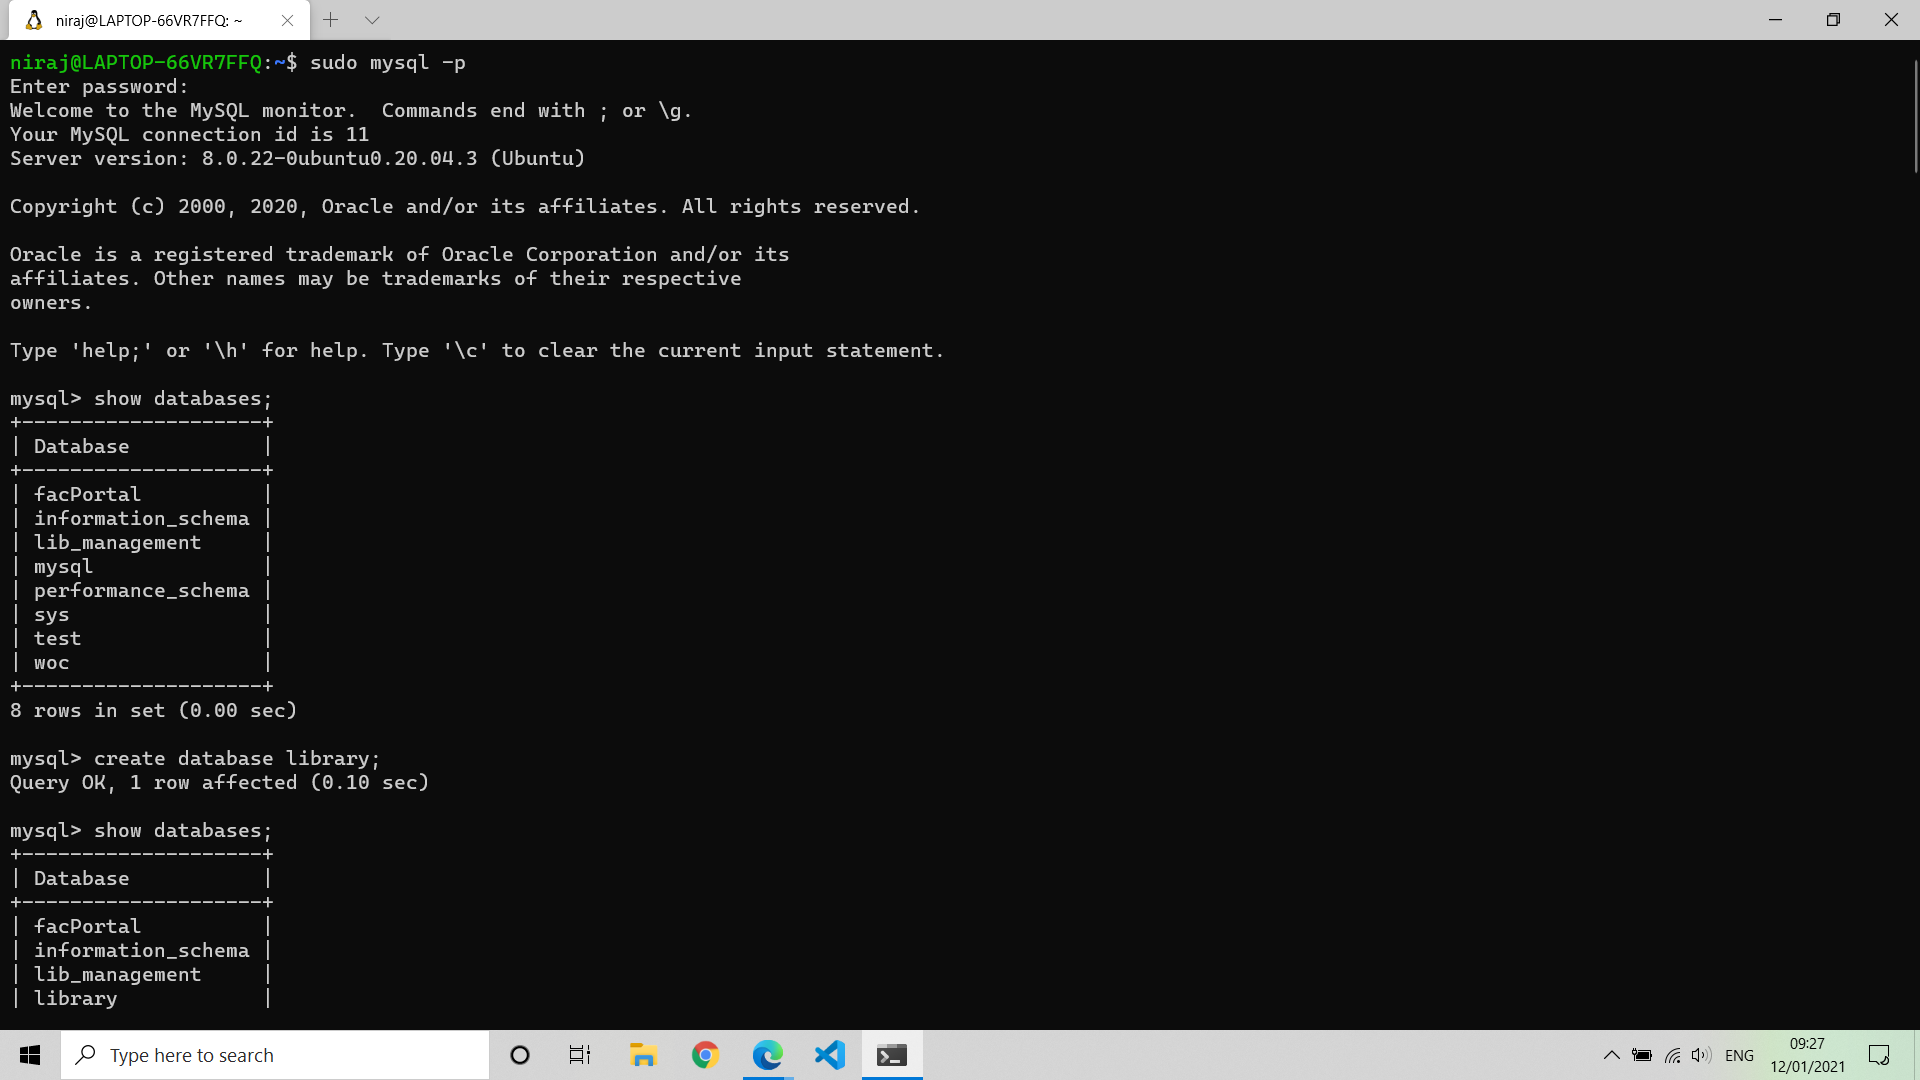 niraj@LAPTOP-66VR7FFQ: ~
niraj@LAPTOP-66VR7FFQ:~$ sudo mysql -p
Enter password:
Welcome to the MySQL monitor.  Commands end with ; or \g.
Your MySQL connection id is 11
Server version: 8.0.22-0ubuntu0.20.04.3 (Ubuntu)

Copyright (c) 2000, 2020, Oracle and/or its affiliates. All rights reserved.

Oracle is a registered trademark of Oracle Corporation and/or its
affiliates. Other names may be trademarks of their respective
owners.

Type 'help;' or '\h' for help. Type '\c' to clear the current input statement.

mysql> show databases;
+--------------------+
| Database           |
+--------------------+
| facPortal          |
| information_schema |
| lib_management     |
| mysql              |
| performance_schema |
| sys                |
| test               |
| woc                |
+--------------------+
8 rows in set (0.00 sec)

mysql> create database library;
Query OK, 1 row affected (0.10 sec)

mysql> show databases;
+--------------------+
| Database           |
+--------------------+
| facPortal          |
| information_schema |
| lib_management     |
| library            |
Type here to search
ENG
09:27
12/01/2021